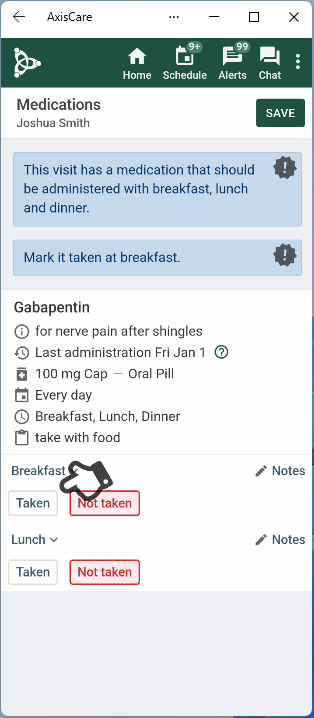 AxisCare
9+
99
Home
Schedule
Alerts
Chat
Medications
Joshua Smith
SAVE
This visit has a medication that should
be administered with breakfast, lunch
and dinner.
Mark it taken at breakfast.
Gabapentin
for nerve pain after shingles
Last administration Fri Jan 1
100 mg Cap — Oral Pill
Every day
Breakfast, Lunch, Dinner
take with food
Breakfast
Notes
Taken
Not taken
Lunch
Notes
Taken
Not taken